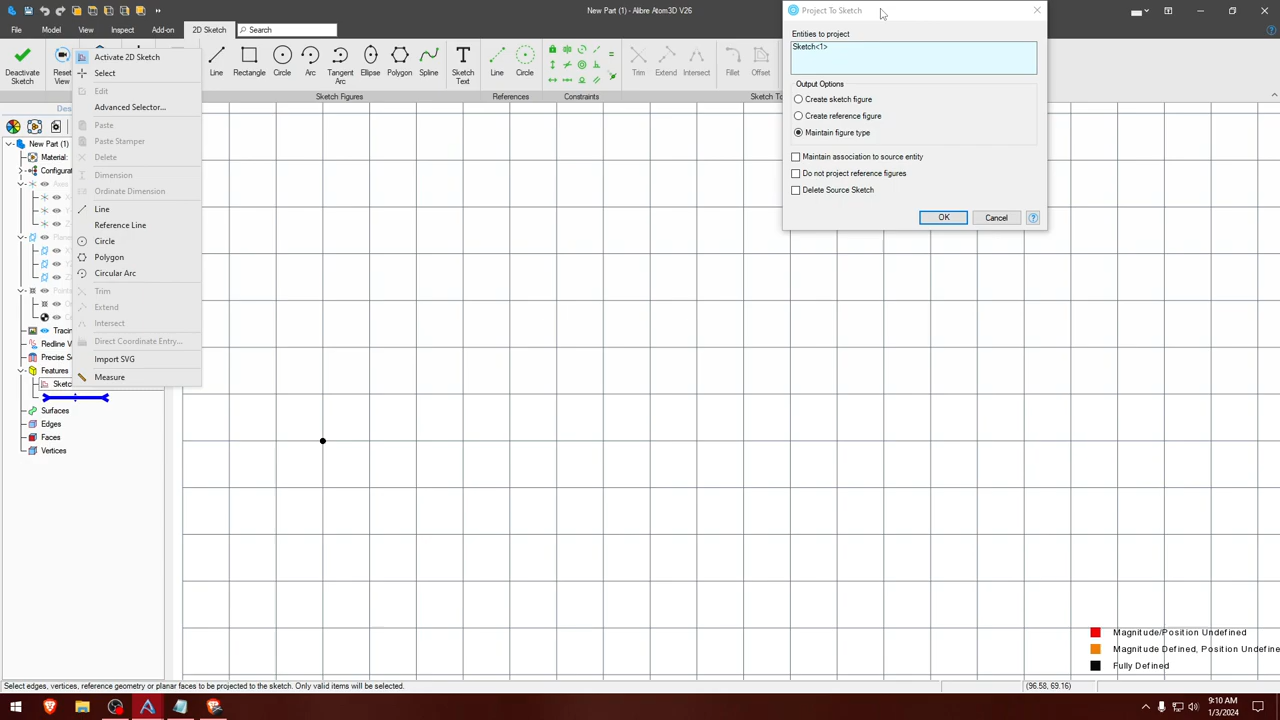 New Part (1) - Alibre Atom3D V26
File
Model
View
Inspect
Add-on
2D Sketch
Search
Deactivate
Sketch
Reset
View
Line
Rectangle
Circle
Arc
Tangent
Arc
Ellipse
Polygon
Spline
Sketch
Text
Line
Circle
Trim
Extend
Intersect
Fillet
Offset
Sketch Figures
References
Constraints
Project To Sketch
Entities to project
Sketch<1>
Output Options
Create sketch figure
Create reference figure
Maintain figure type
Maintain association to source entity
Do not project reference figures
Delete Source Sketch
OK
Cancel
Activate 2D Sketch
Select
Edit
Advanced Selector...
Paste
Paste Stamper
Delete
Dimension
Ordinate Dimension
Line
Reference Line
Circle
Polygon
Circular Arc
Trim
Extend
Intersect
Direct Coordinate Entry...
Import SVG
Measure
New Part (1)
Material:
Features
Surfaces
Edges
Faces
Vertices
Magnitude/Position Undefined
Magnitude Defined, Position Undefine
Fully Defined
Select edges, vertices, reference geometry or planar faces to be projected to the sketch. Only valid items will be selected.
(96.58, 69.16)
9:10 AM
1/3/2024